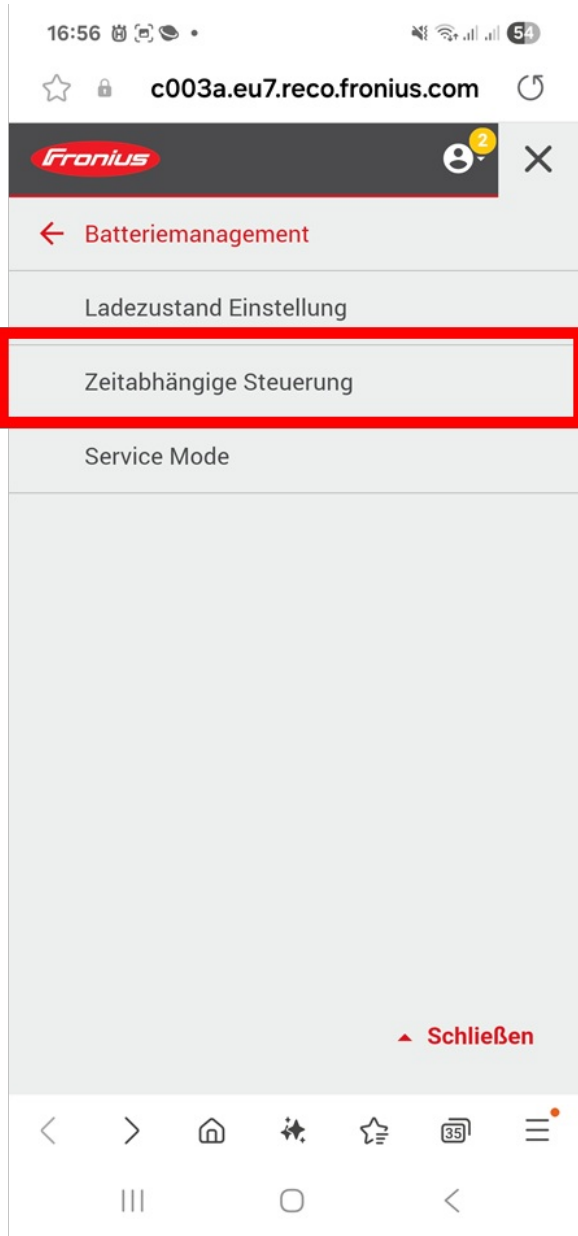 16:56
54
c003a.eu7.reco.fronius.com
Fronius
2
Batteriemanagement
Ladezustand Einstellung
Zeitabhängige Steuerung
Service Mode
Schließen
35